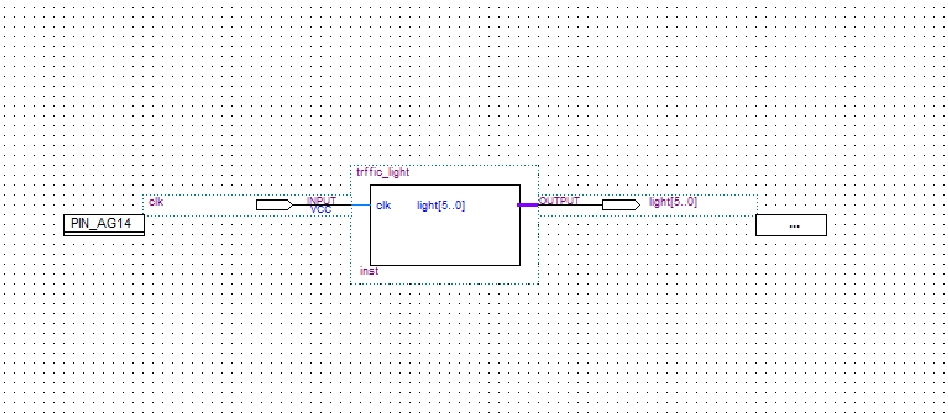 trffic_light
clk
INPUT
VCC
clk
light[5..0]
OUTPUT
light[5..0]
PIN_AG14
...
inst